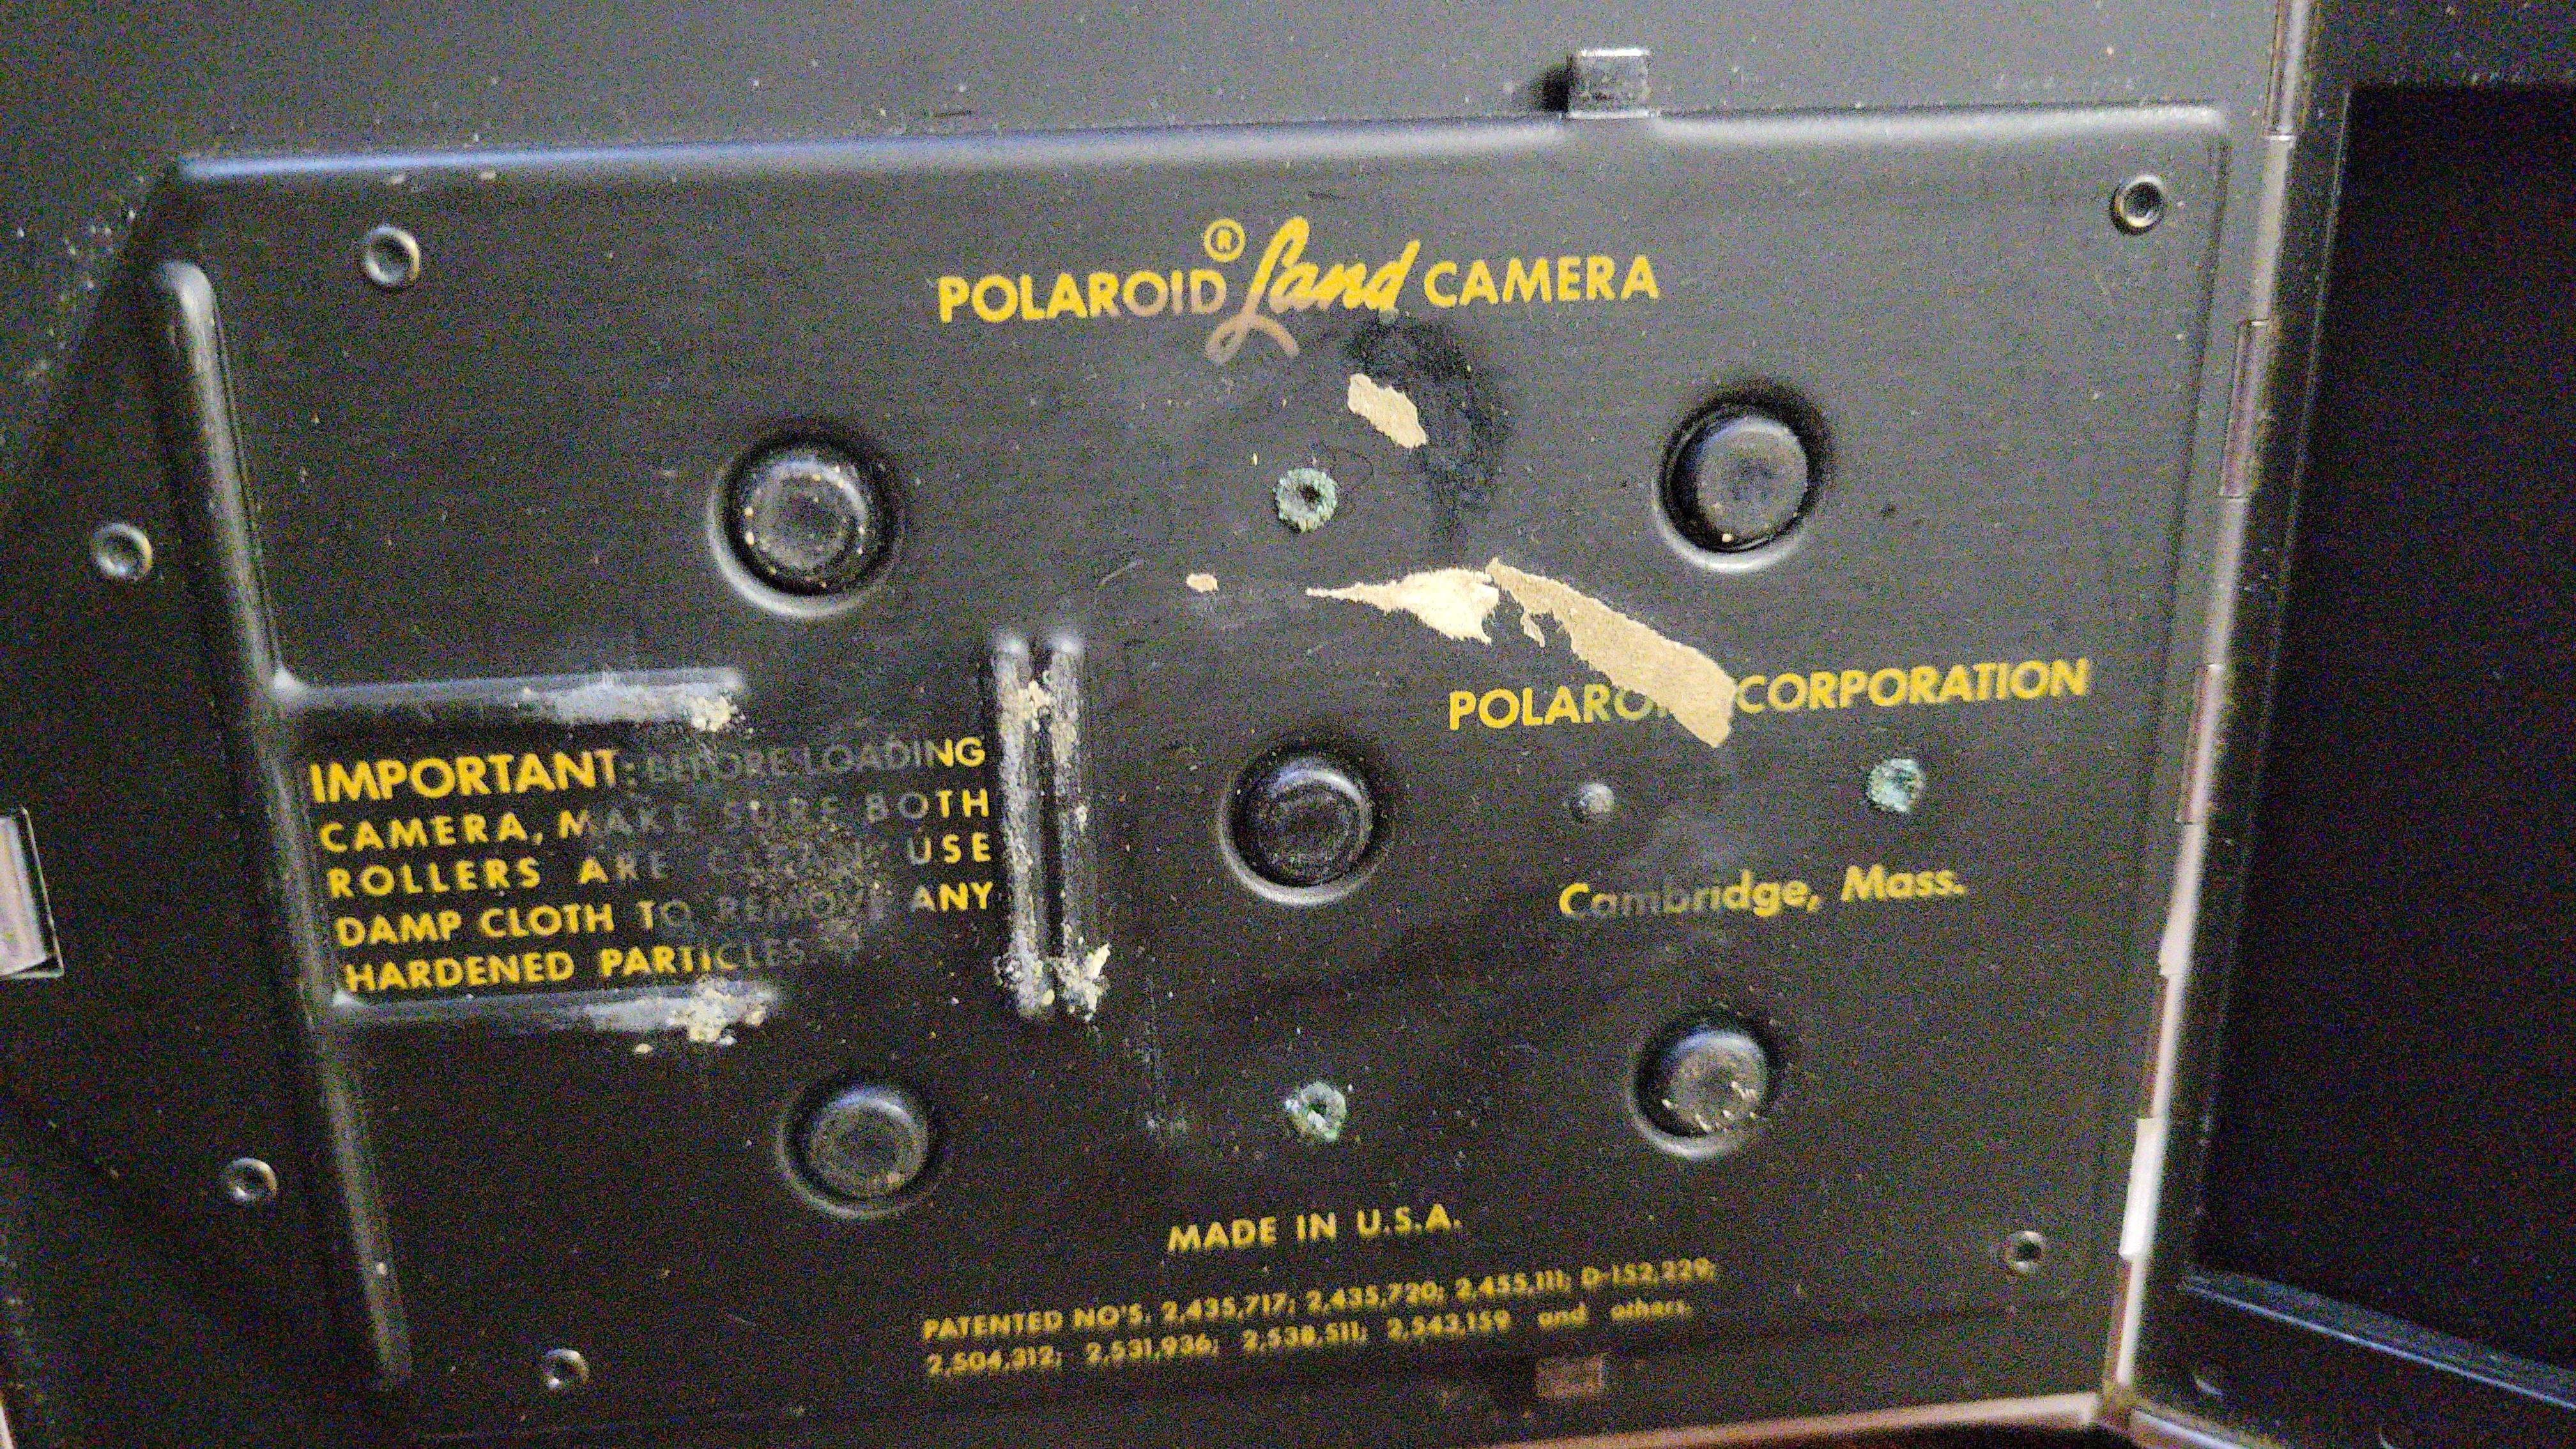 POLAROID® Land CAMERA
POLAROID CORPORATION
Cambridge, Mass.
IMPORTANT: BEFORE LOADING
CAMERA, MAKE SURE BOTH
ROLLERS ARE CLEAN. USE
DAMP CLOTH TO REMOVE ANY
HARDENED PARTICLES
MADE IN U.S.A.
PATENTED NO'S. 2,435,717; 2,435,720; 2,455,111; D-152,229;
2,504,312; 2,531,936; 2,538,511; 2,543,159 and others.